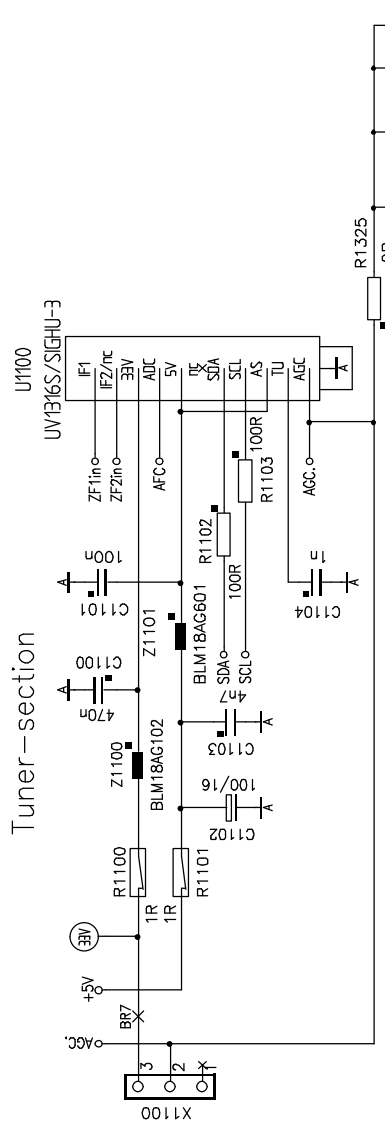 Tuner-section
U1100
UV1316S/SIGHU-3
IF1
IF2/nc
33V
ADC
5V
nc
SDA
SCL
AS
TU
AGC
A
ZF1in
ZF2in
AFC
AGC.
R1325
100R
R1103
R1102
100R
SDA
SCL
C1101
100n
A
C1100
470n
A
Z1101
BLM18AG601
Z1100
BLM18AG102
C1104
1n
A
C1103
4n7
A
C1102
100/16
A
R1100
1R
R1101
1R
VEE
+5V
BR7
AGC.
3
2
1
X1100